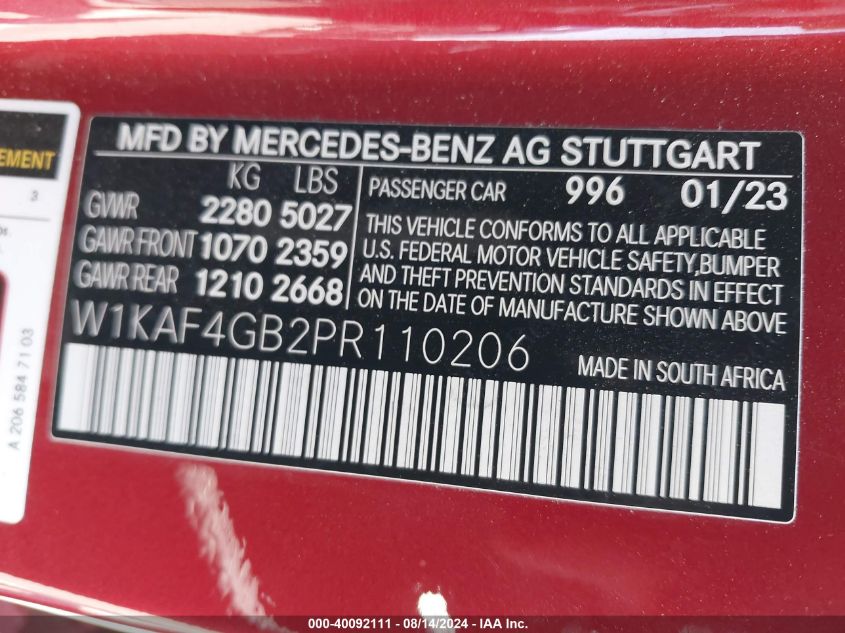 EMENT
3
A 206 584 71 03
MFD BY MERCEDES-BENZ AG STUTTGART
KG LBS
GVWR 2280 5027
GAWR FRONT 1070 2359
GAWR REAR 1210 2668
PASSENGER CAR 996 01/23
THIS VEHICLE CONFORMS TO ALL APPLICABLE
U.S. FEDERAL MOTOR VEHICLE SAFETY,BUMPER
AND THEFT PREVENTION STANDARDS IN EFFECT
ON THE DATE OF MANUFACTURE SHOWN ABOVE.
W1KAF4GB2PR110206
MADE IN SOUTH AFRICA
000-40092111 - 08/14/2024 - IAA Inc.